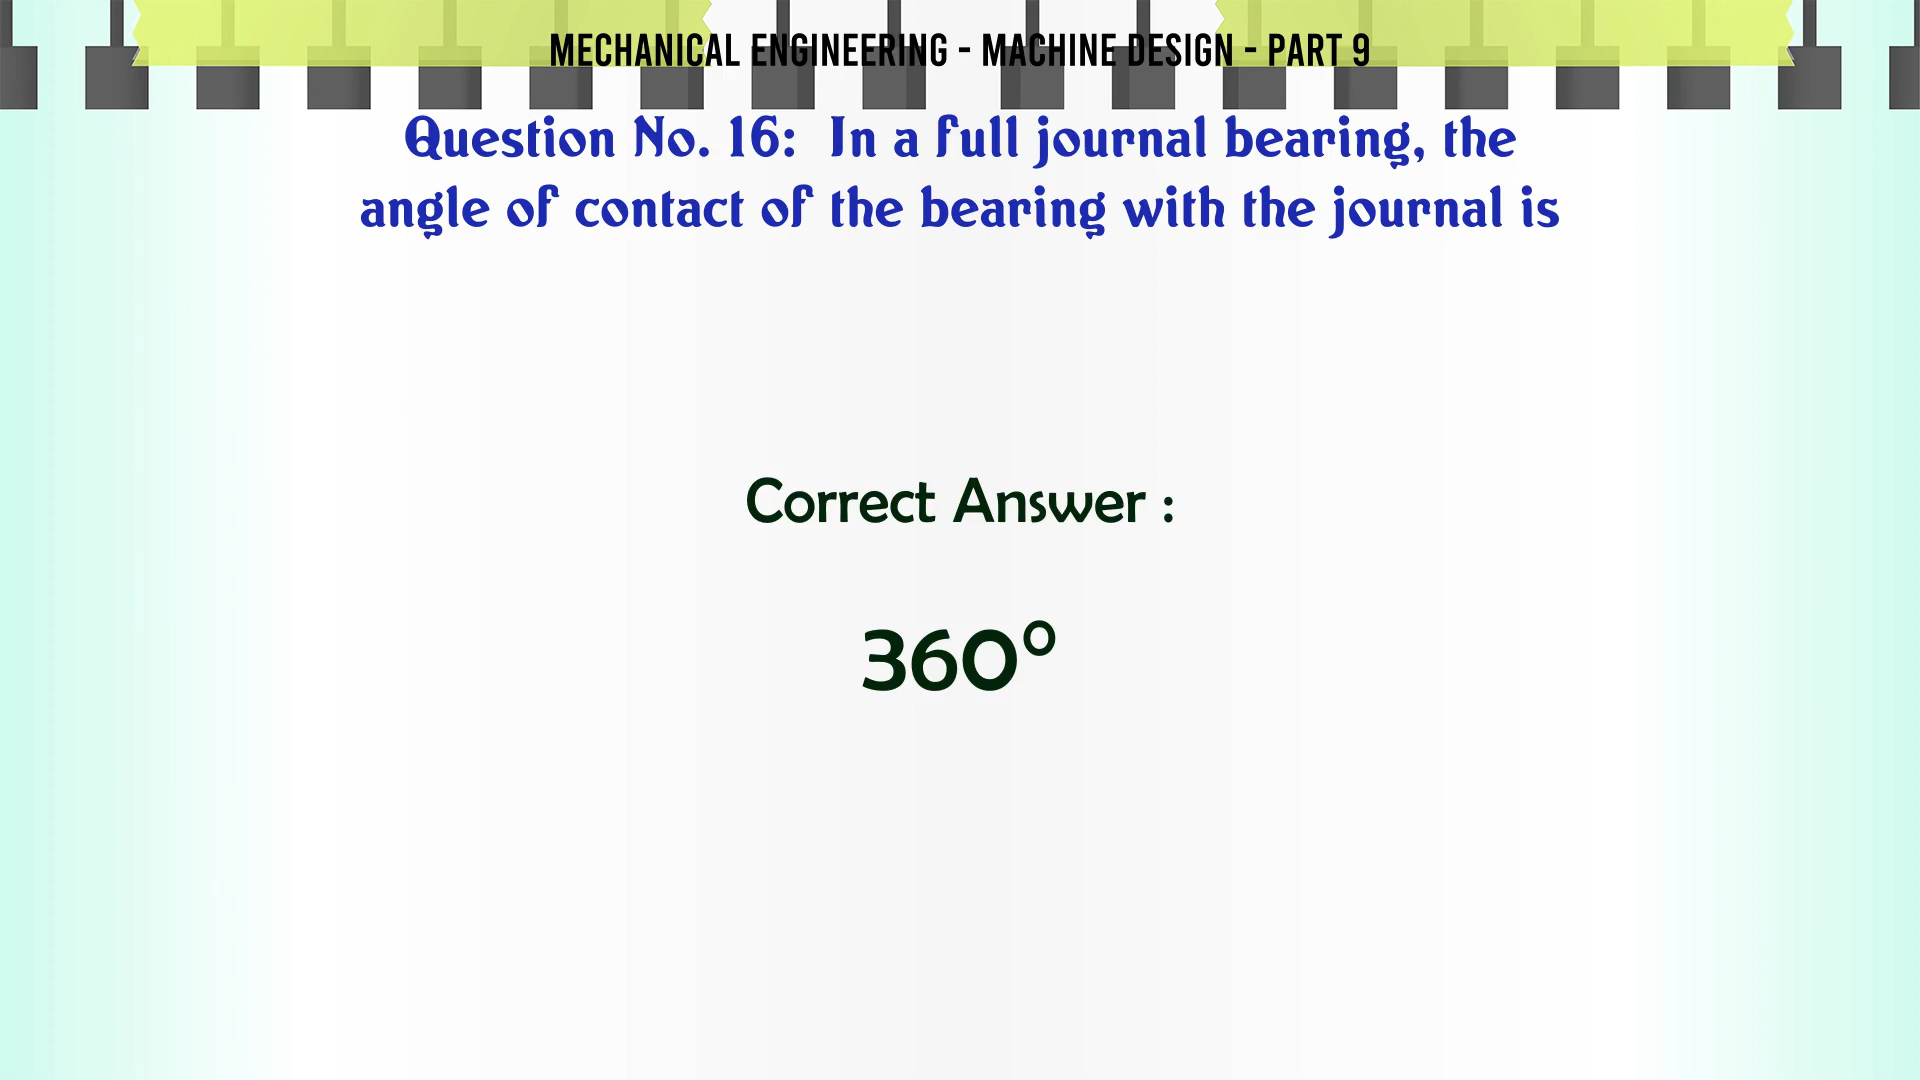 MECHANICAL ENGINEERING - MACHINE DESIGN - PART 9
Question No. 16:  In a full journal bearing, the
angle of contact of the bearing with the journal is
Correct Answer :
360°